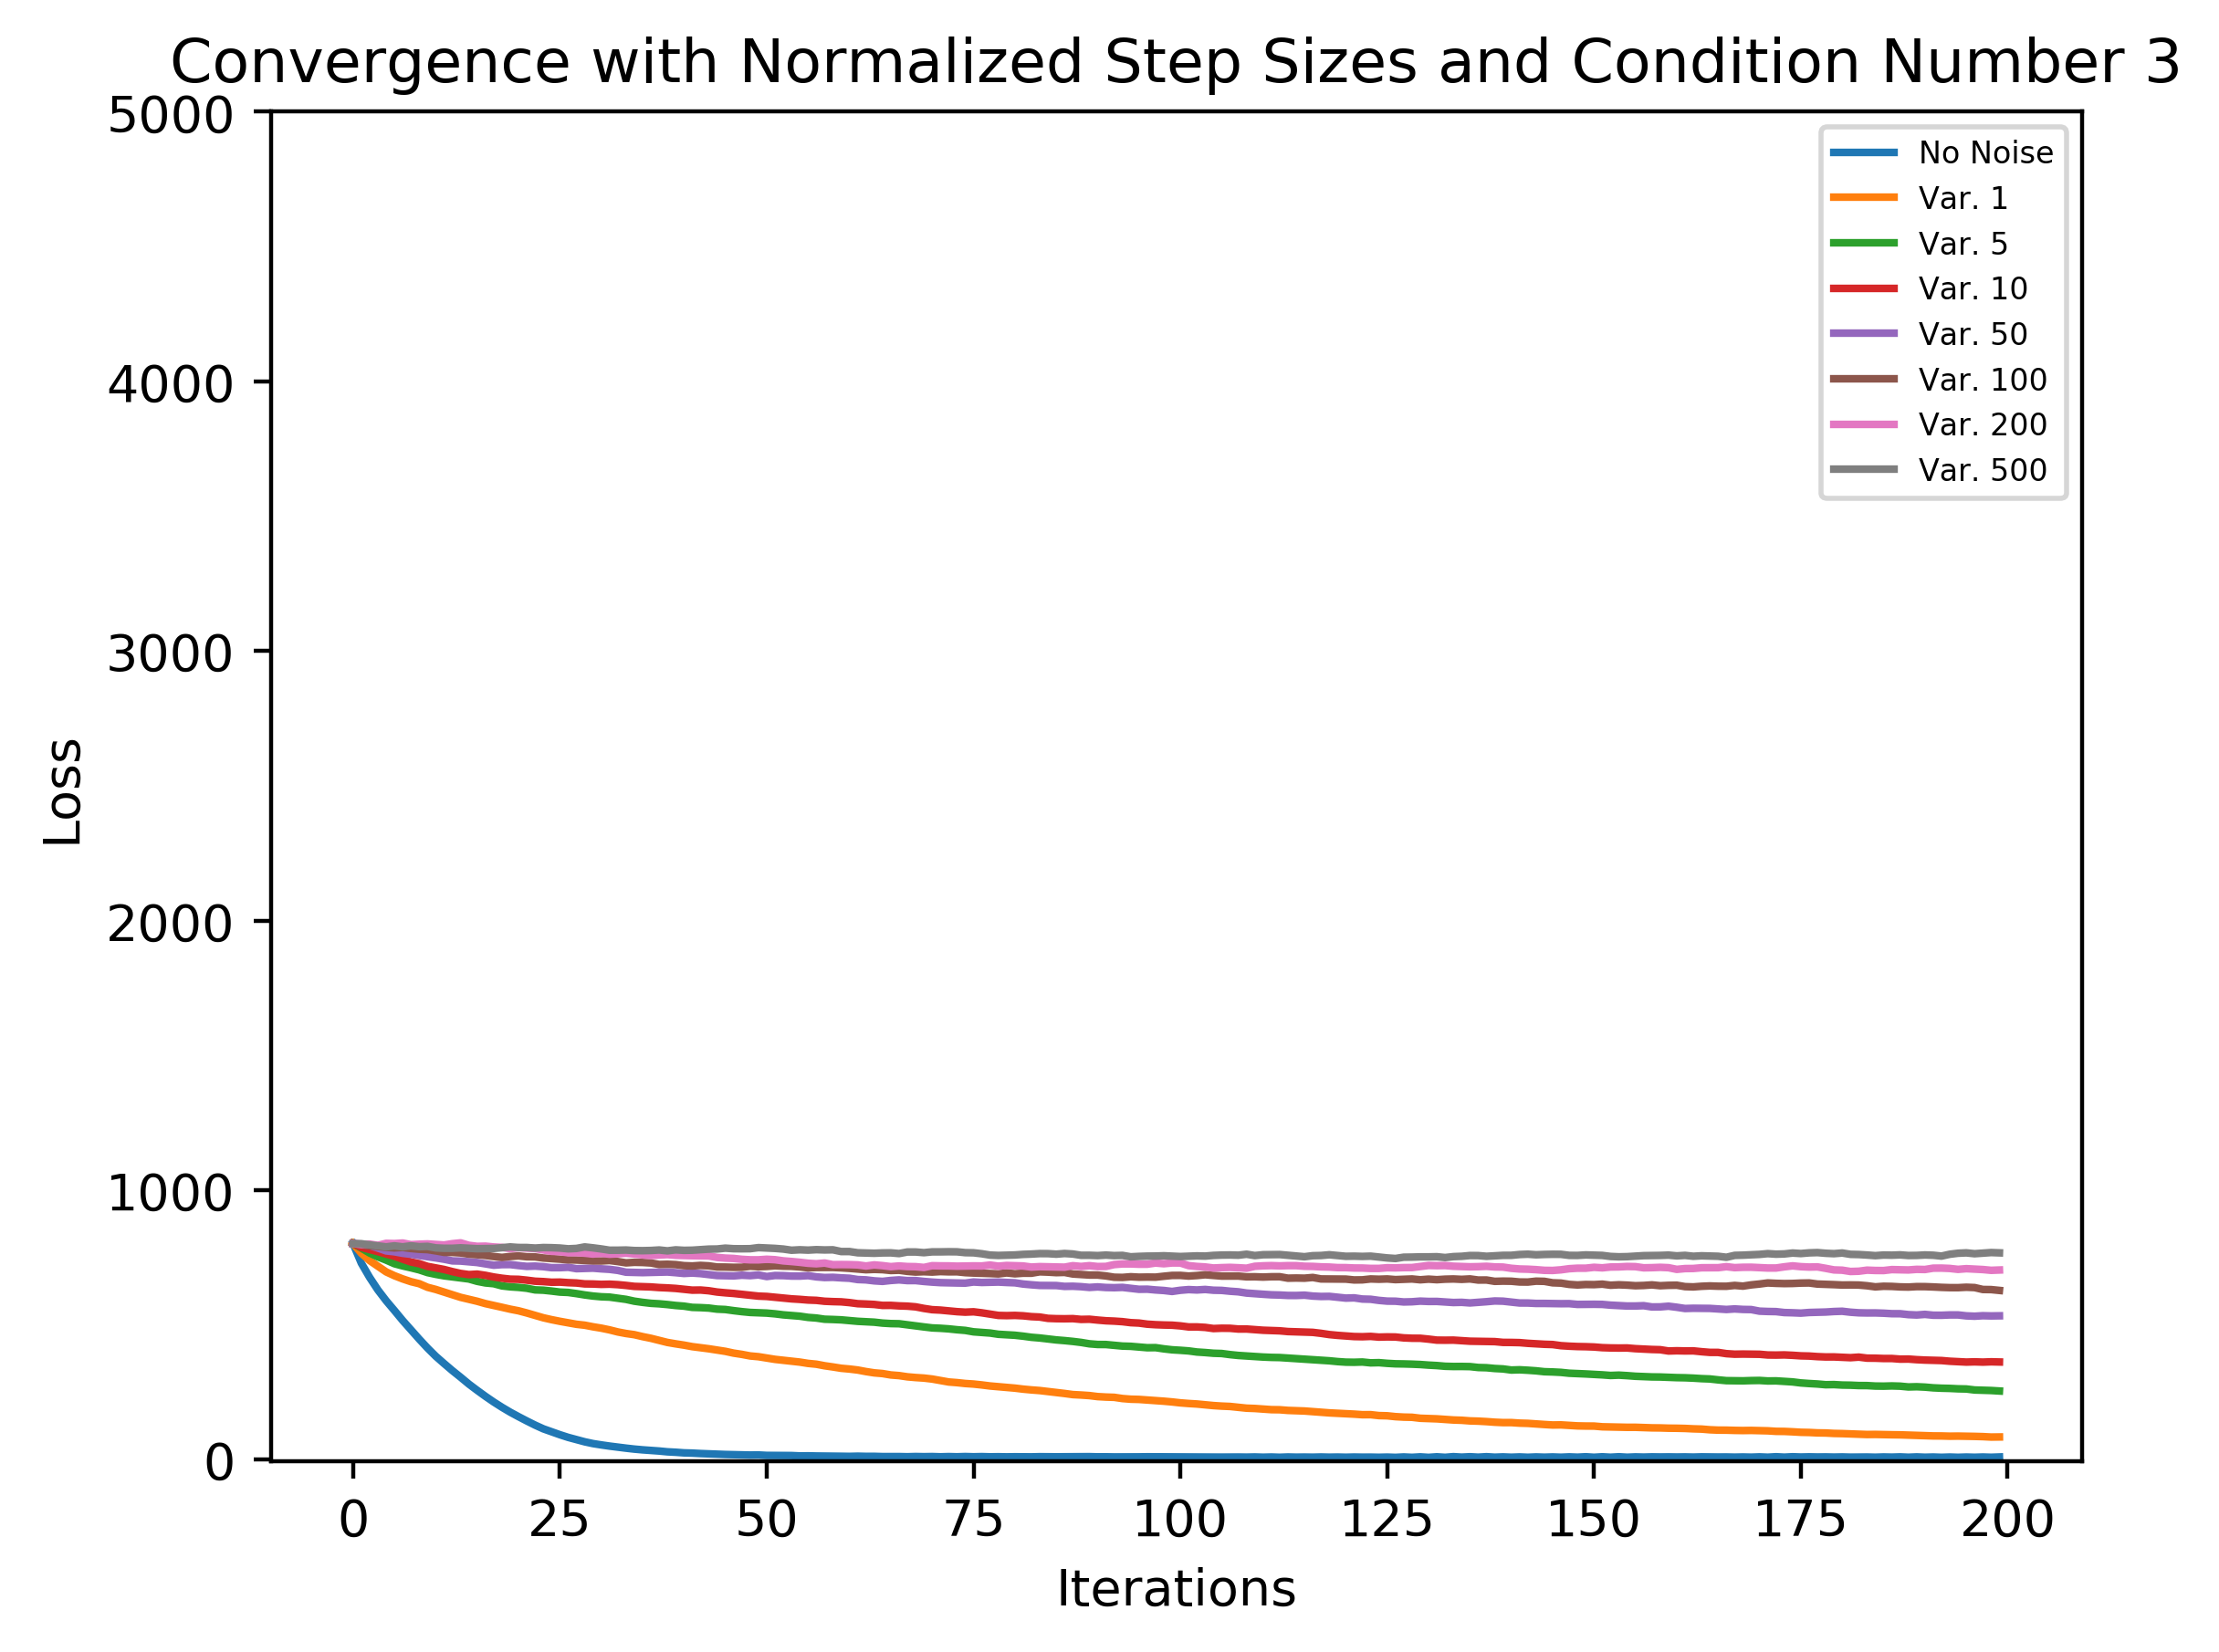 Convergence with Normalized Step Sizes and Condition Number 3
5000
4000
3000
2000
1000
0
Loss
No Noise
Var. 1
Var. 5
Var. 10
Var. 50
Var. 100
Var. 200
Var. 500
0 25 50 75 100 125 150 175 200
Iterations